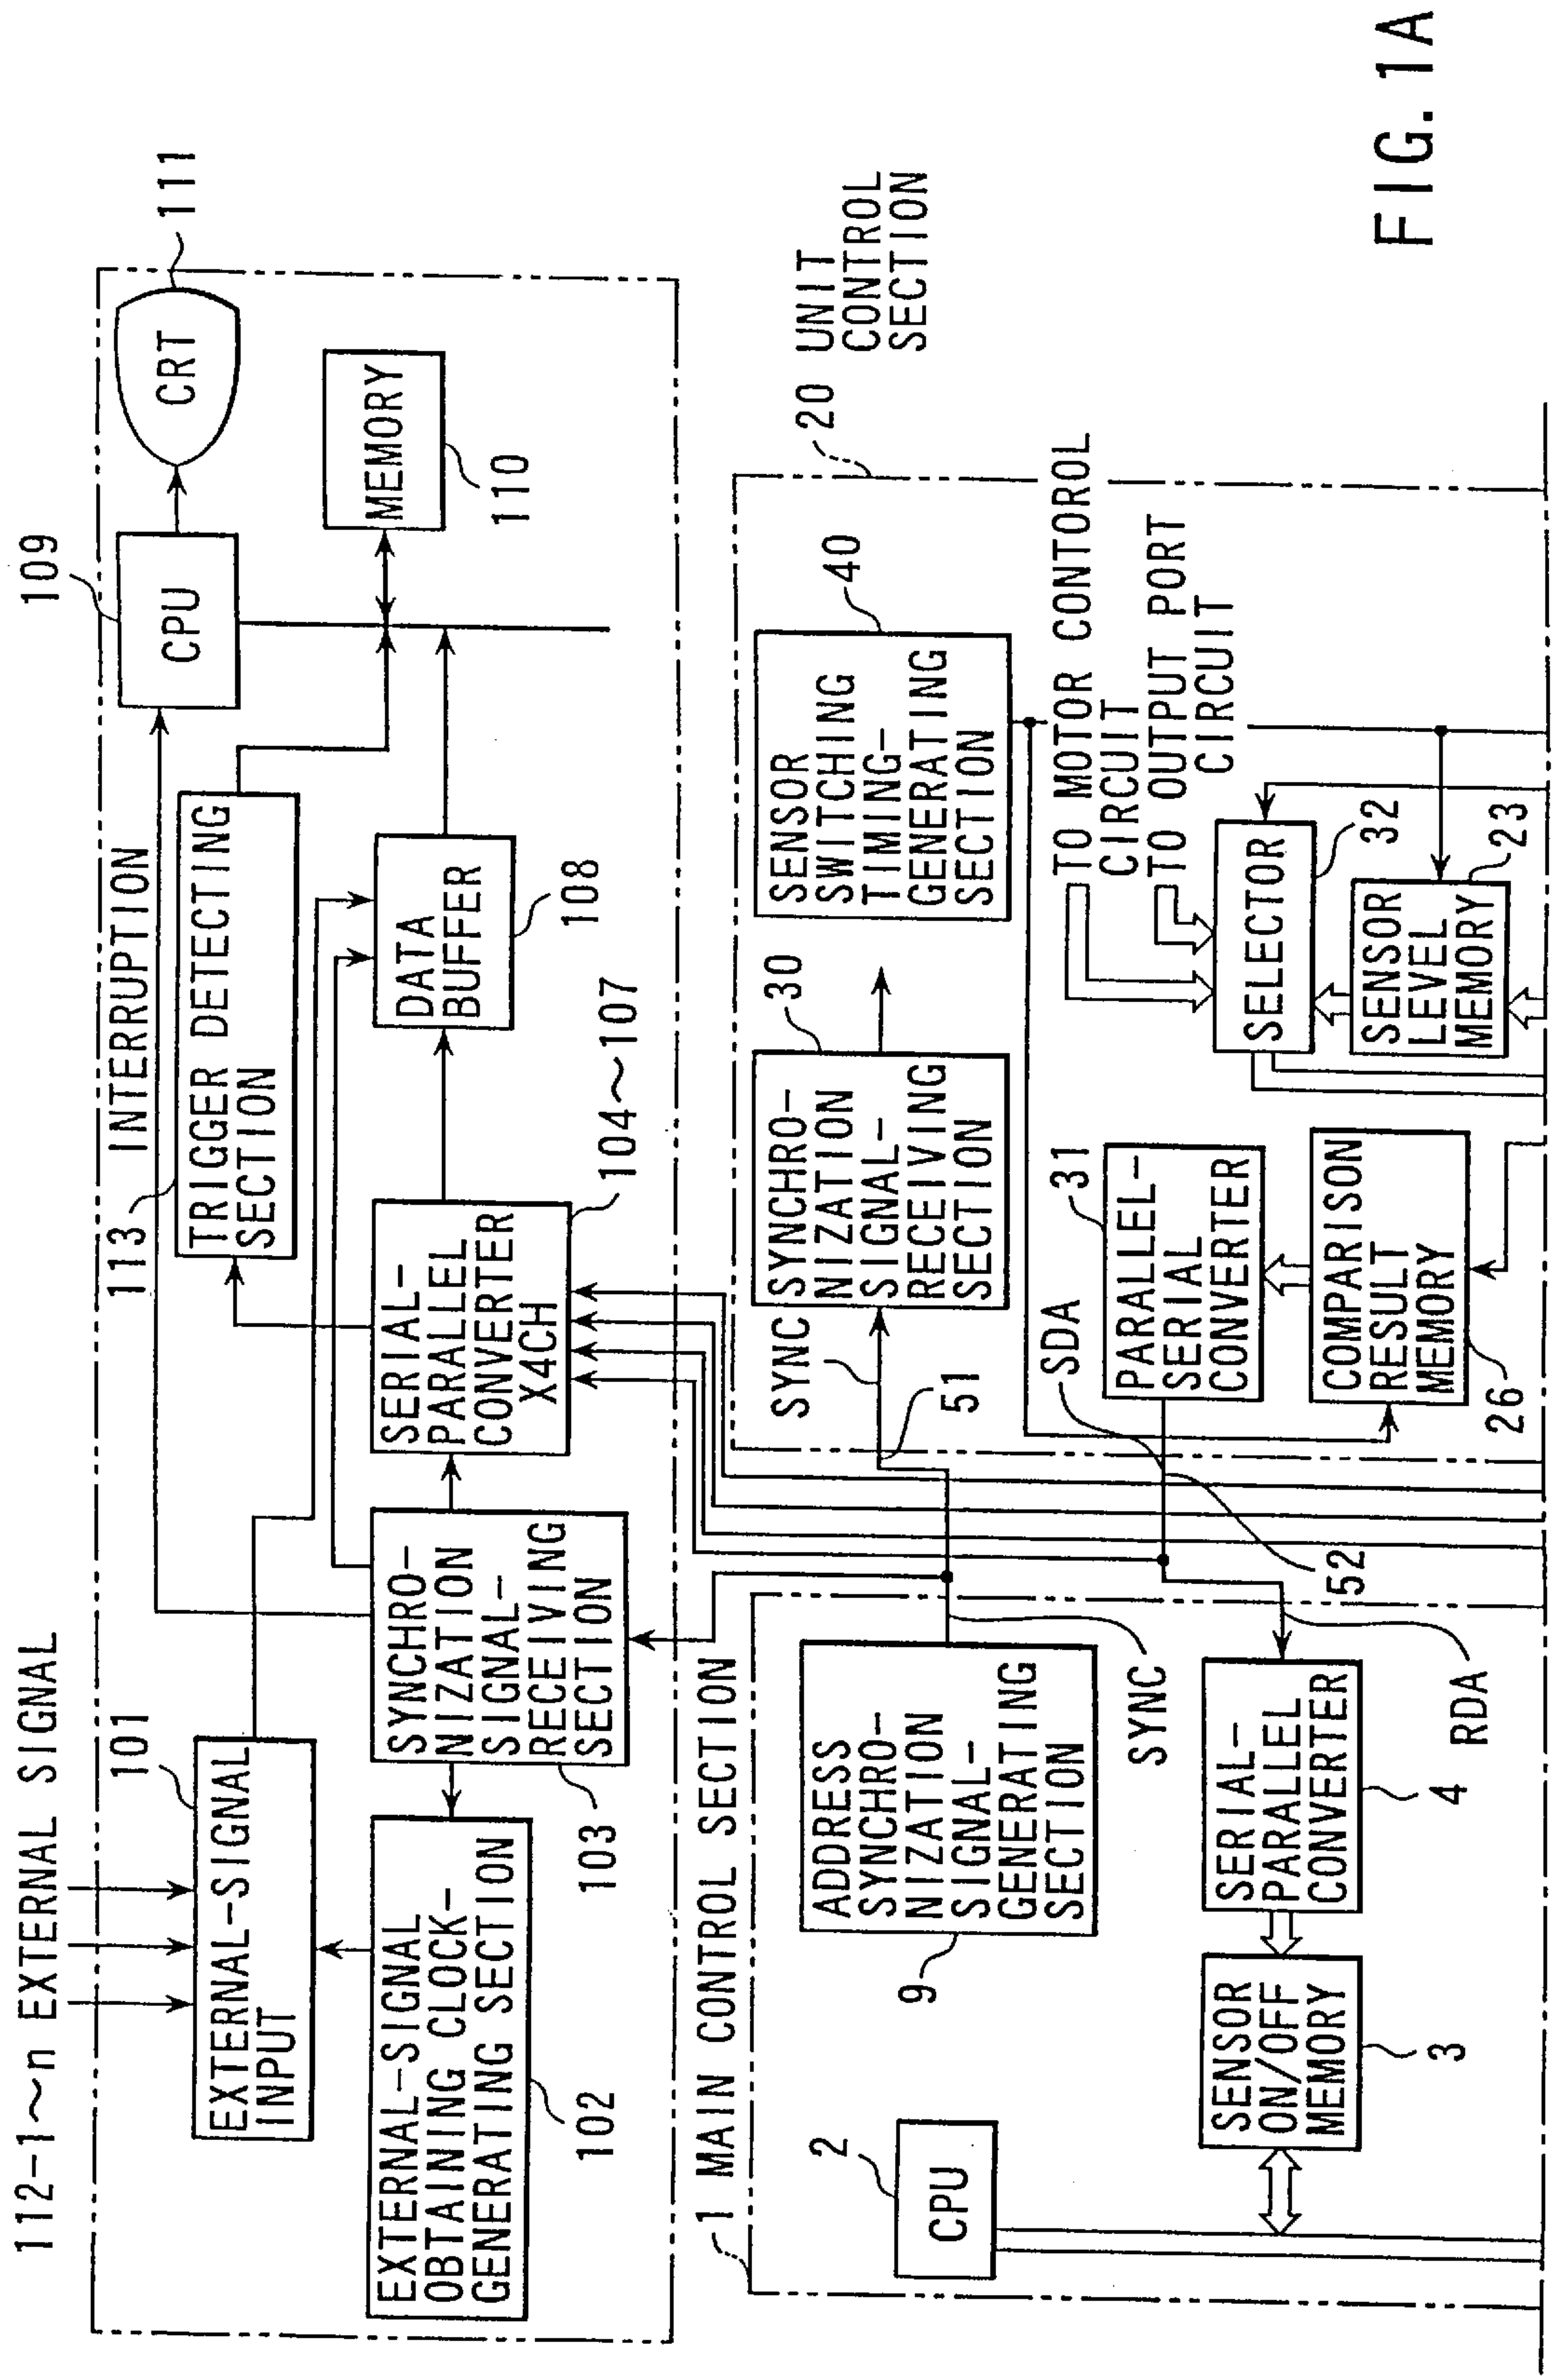 112-1～n EXTERNAL SIGNAL
101
EXTERNAL-SIGNAL
INPUT
EXTERNAL-SIGNAL
OBTAINING CLOCK-
GENERATING SECTION
102
SYNCHRO-
NIZATION
SIGNAL-
RECEIVING
SECTION
103
113
INTERRUPTION
TRIGGER DETECTING
SECTION
SERIAL-
PARALLEL
CONVERTER
X4CH
104～107
DATA
BUFFER
108
109
CPU
CRT
111
MEMORY
110
1 MAIN CONTROL SECTION
2
CPU
ADDRESS
SYNCHRO-
NIZATION
SIGNAL-
GENERATING
SECTION
9
SYNC
SENSOR
ON/OFF
MEMORY
3
SERIAL-
PARALLEL
CONVERTER
4
RDA
52
SDA
51
SYNC
20 UNIT
CONTROL
SECTION
SYNCHRO-
NIZATION
SIGNAL-
RECEIVING
SECTION
30
SENSOR
SWITCHING
TIMING-
GENERATING
SECTION
40
PARALLEL-
SERIAL
CONVERTER
31
COMPARISON
RESULT
MEMORY
26
TO MOTOR CONTOROL
CIRCUIT
TO OUTPUT PORT
CIRCUIT
SELECTOR
32
SENSOR
LEVEL
MEMORY
23
FIG. 1A